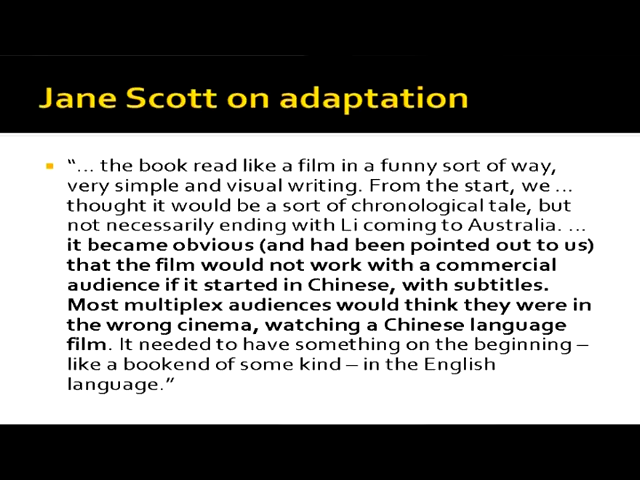 Jane Scott on adaptation
"... the book read like a film in a funny sort of way,
very simple and visual writing. From the start, we ...
thought it would be a sort of chronological tale, but
not necessarily ending with Li coming to Australia. ...
it became obvious (and had been pointed out to us)
that the film would not work with a commercial
audience if it started in Chinese, with subtitles.
Most multiplex audiences would think they were in
the wrong cinema, watching a Chinese language
film. It needed to have something on the beginning –
like a bookend of some kind – in the English
language."